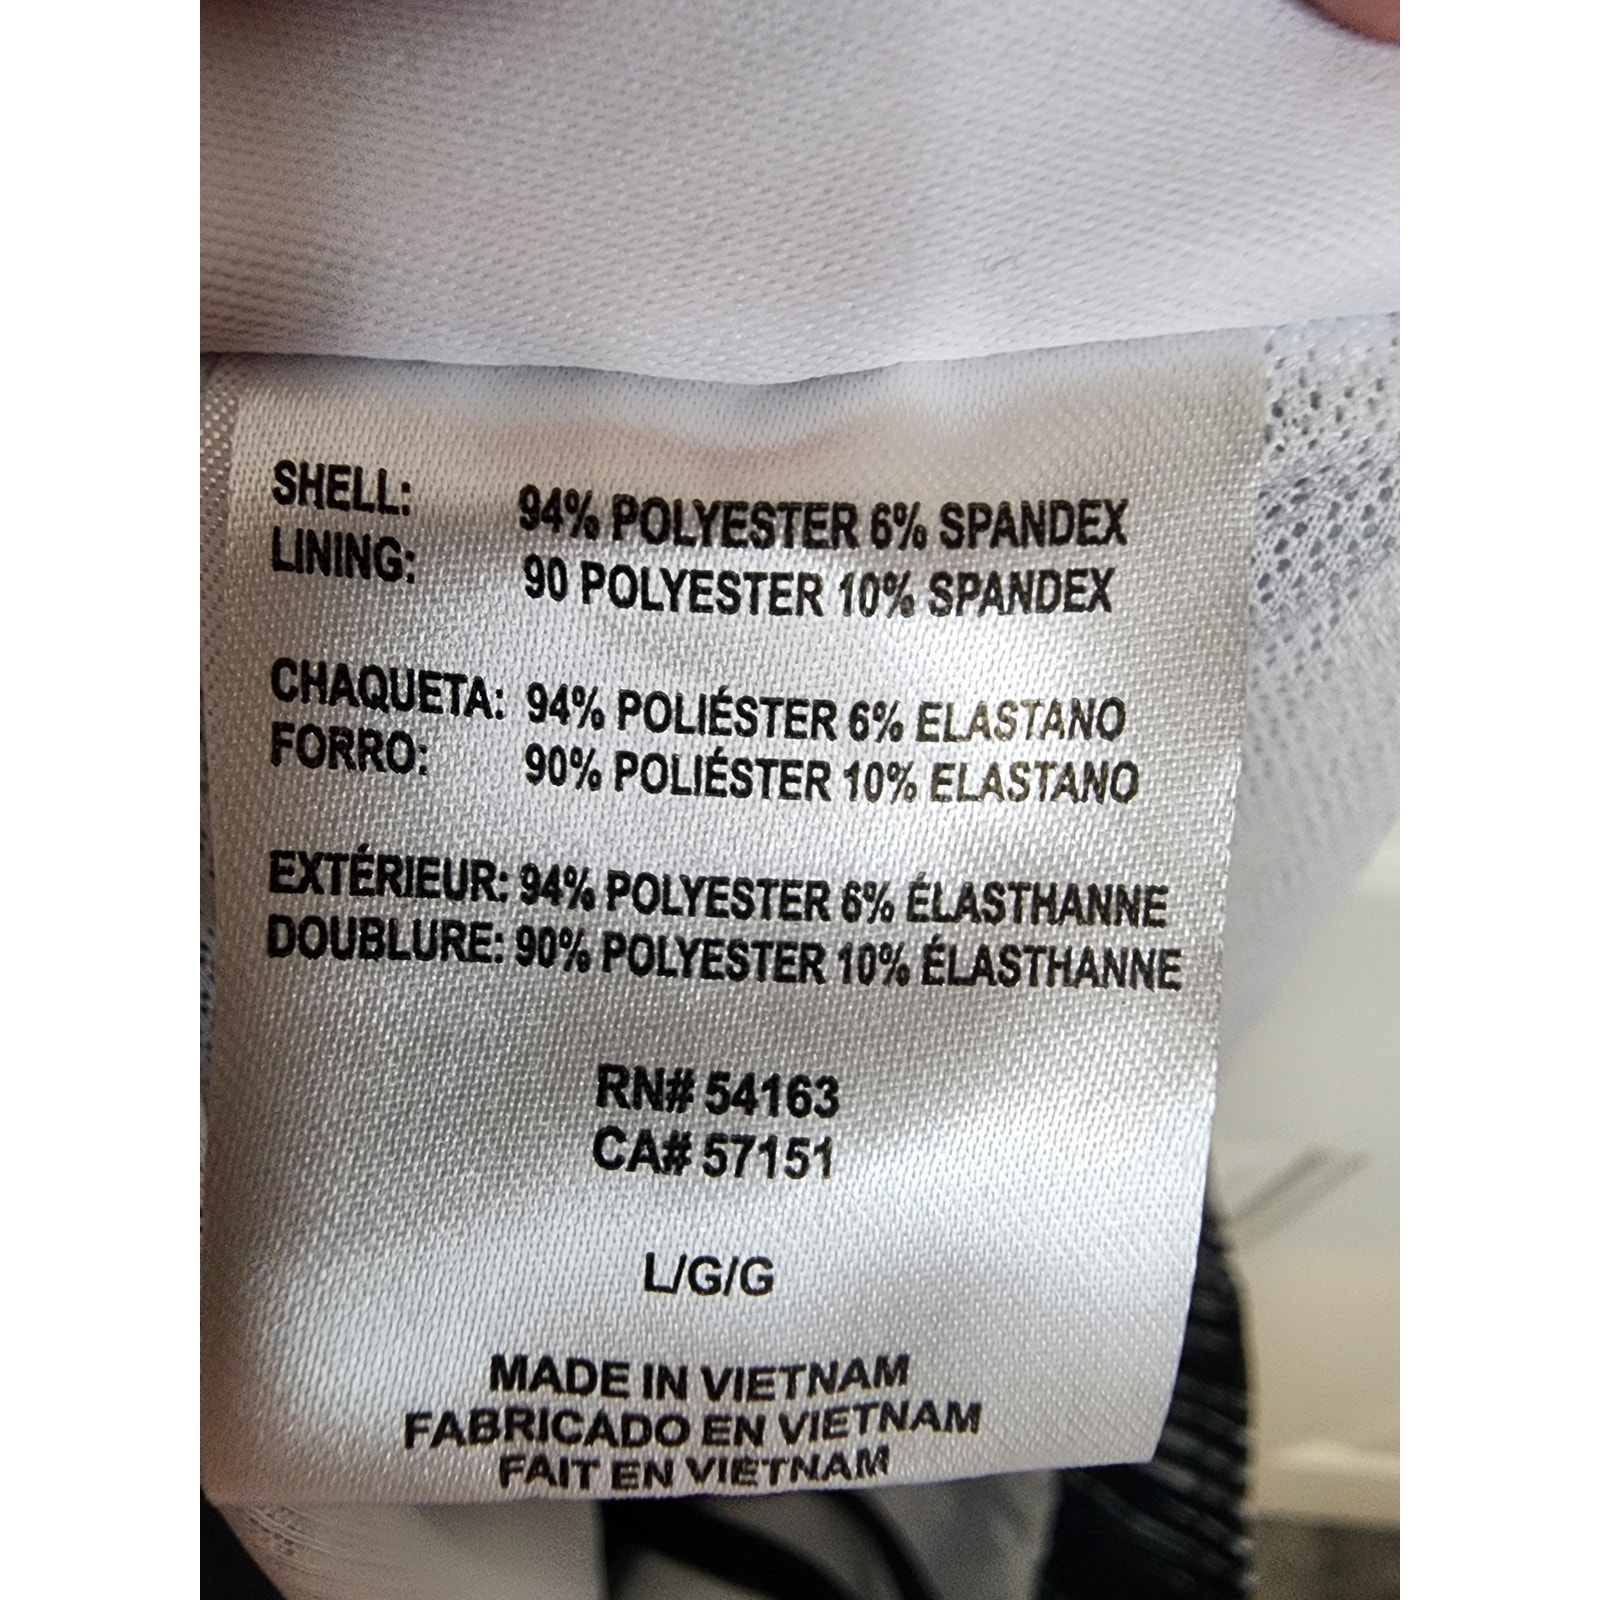 SHELL: 94% POLYESTER 6% SPANDEX
LINING: 90 POLYESTER 10% SPANDEX
CHAQUETA: 94% POLIÉSTER 6% ELASTANO
FORRO: 90% POLIÉSTER 10% ELASTANO
EXTÉRIEUR: 94% POLYESTER 6% ÉLASTHANNE
DOUBLURE: 90% POLYESTER 10% ÉLASTHANNE
RN# 54163
CA# 57151
L/G/G
MADE IN VIETNAM
FABRICADO EN VIETNAM
FAIT EN VIETNAM